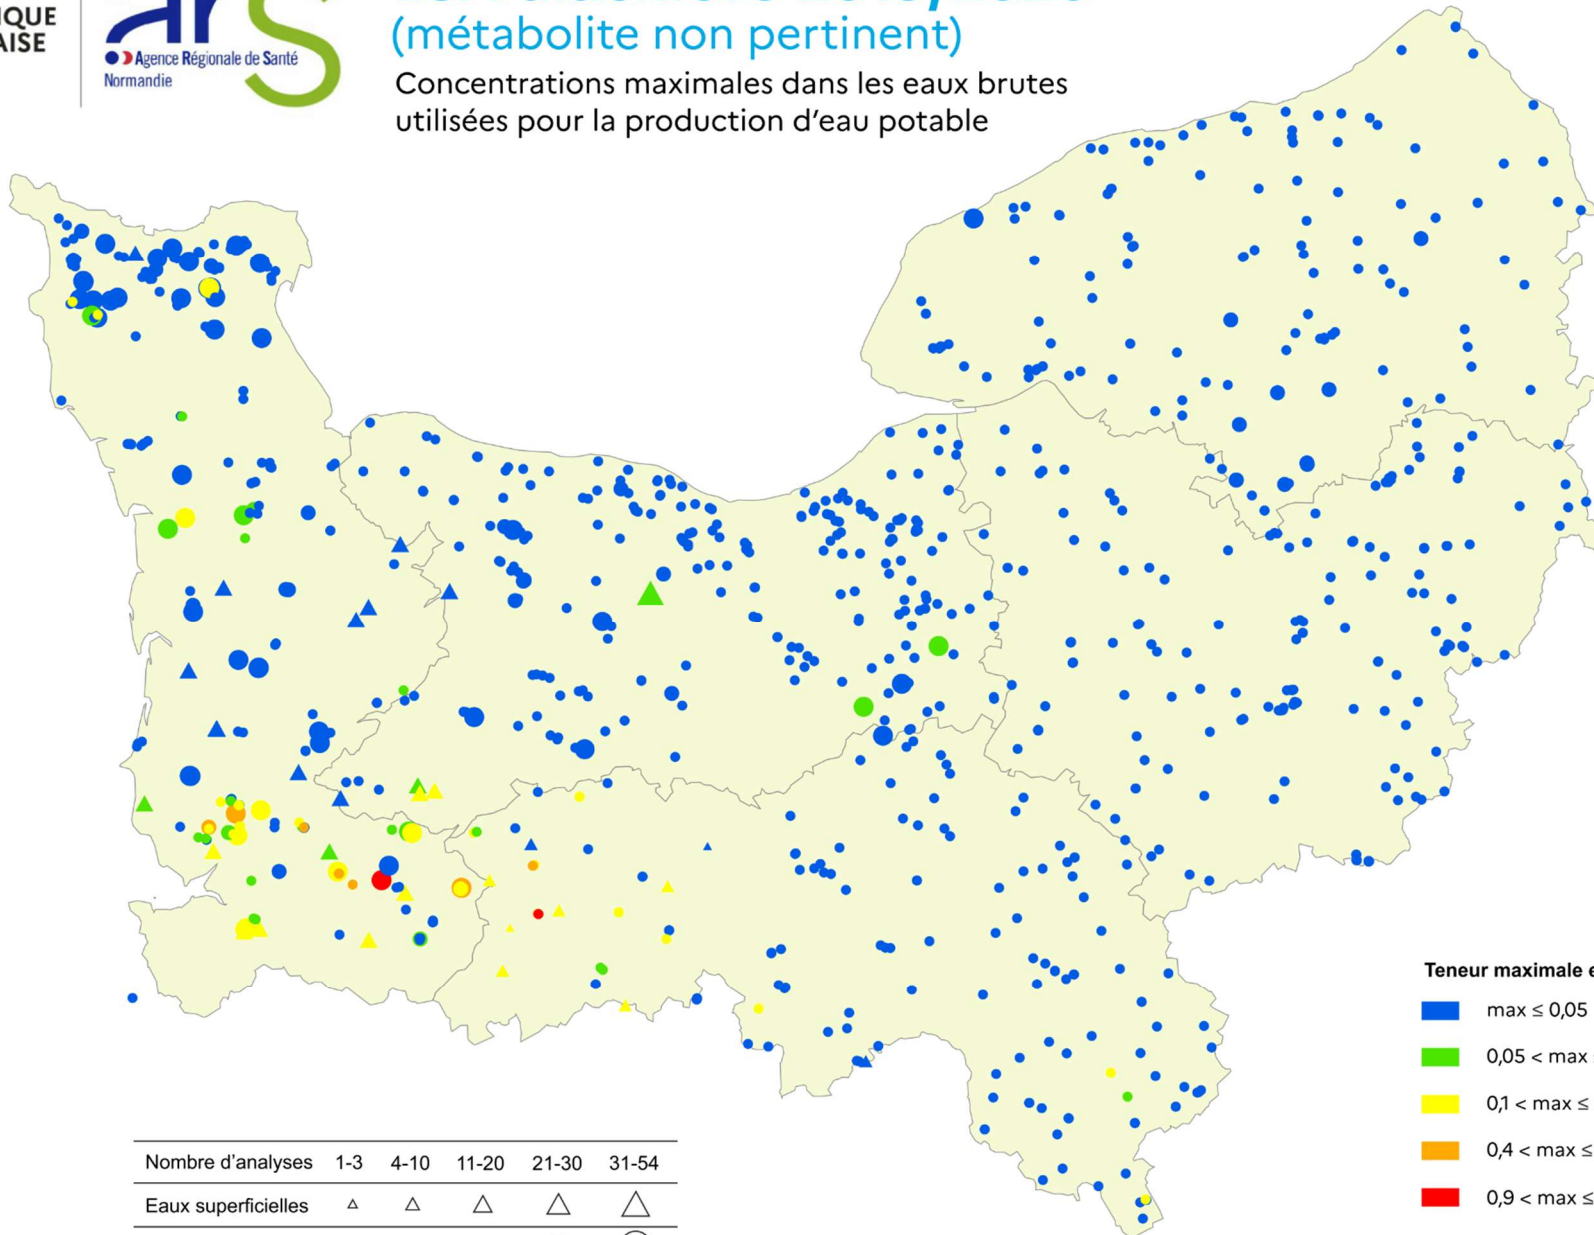 IQUE
AISE
ars
Agence Régionale de Santé
Normandie
(métabolite non pertinent)
Concentrations maximales dans les eaux brutes
utilisées pour la production d'eau potable
Teneur maximale e
max ≤ 0,05
0,05 < max
0,1 < max ≤
0,4 < max ≤
0,9 < max ≤
Nombre d'analyses 1-3 4-10 11-20 21-30 31-54
Eaux superficielles